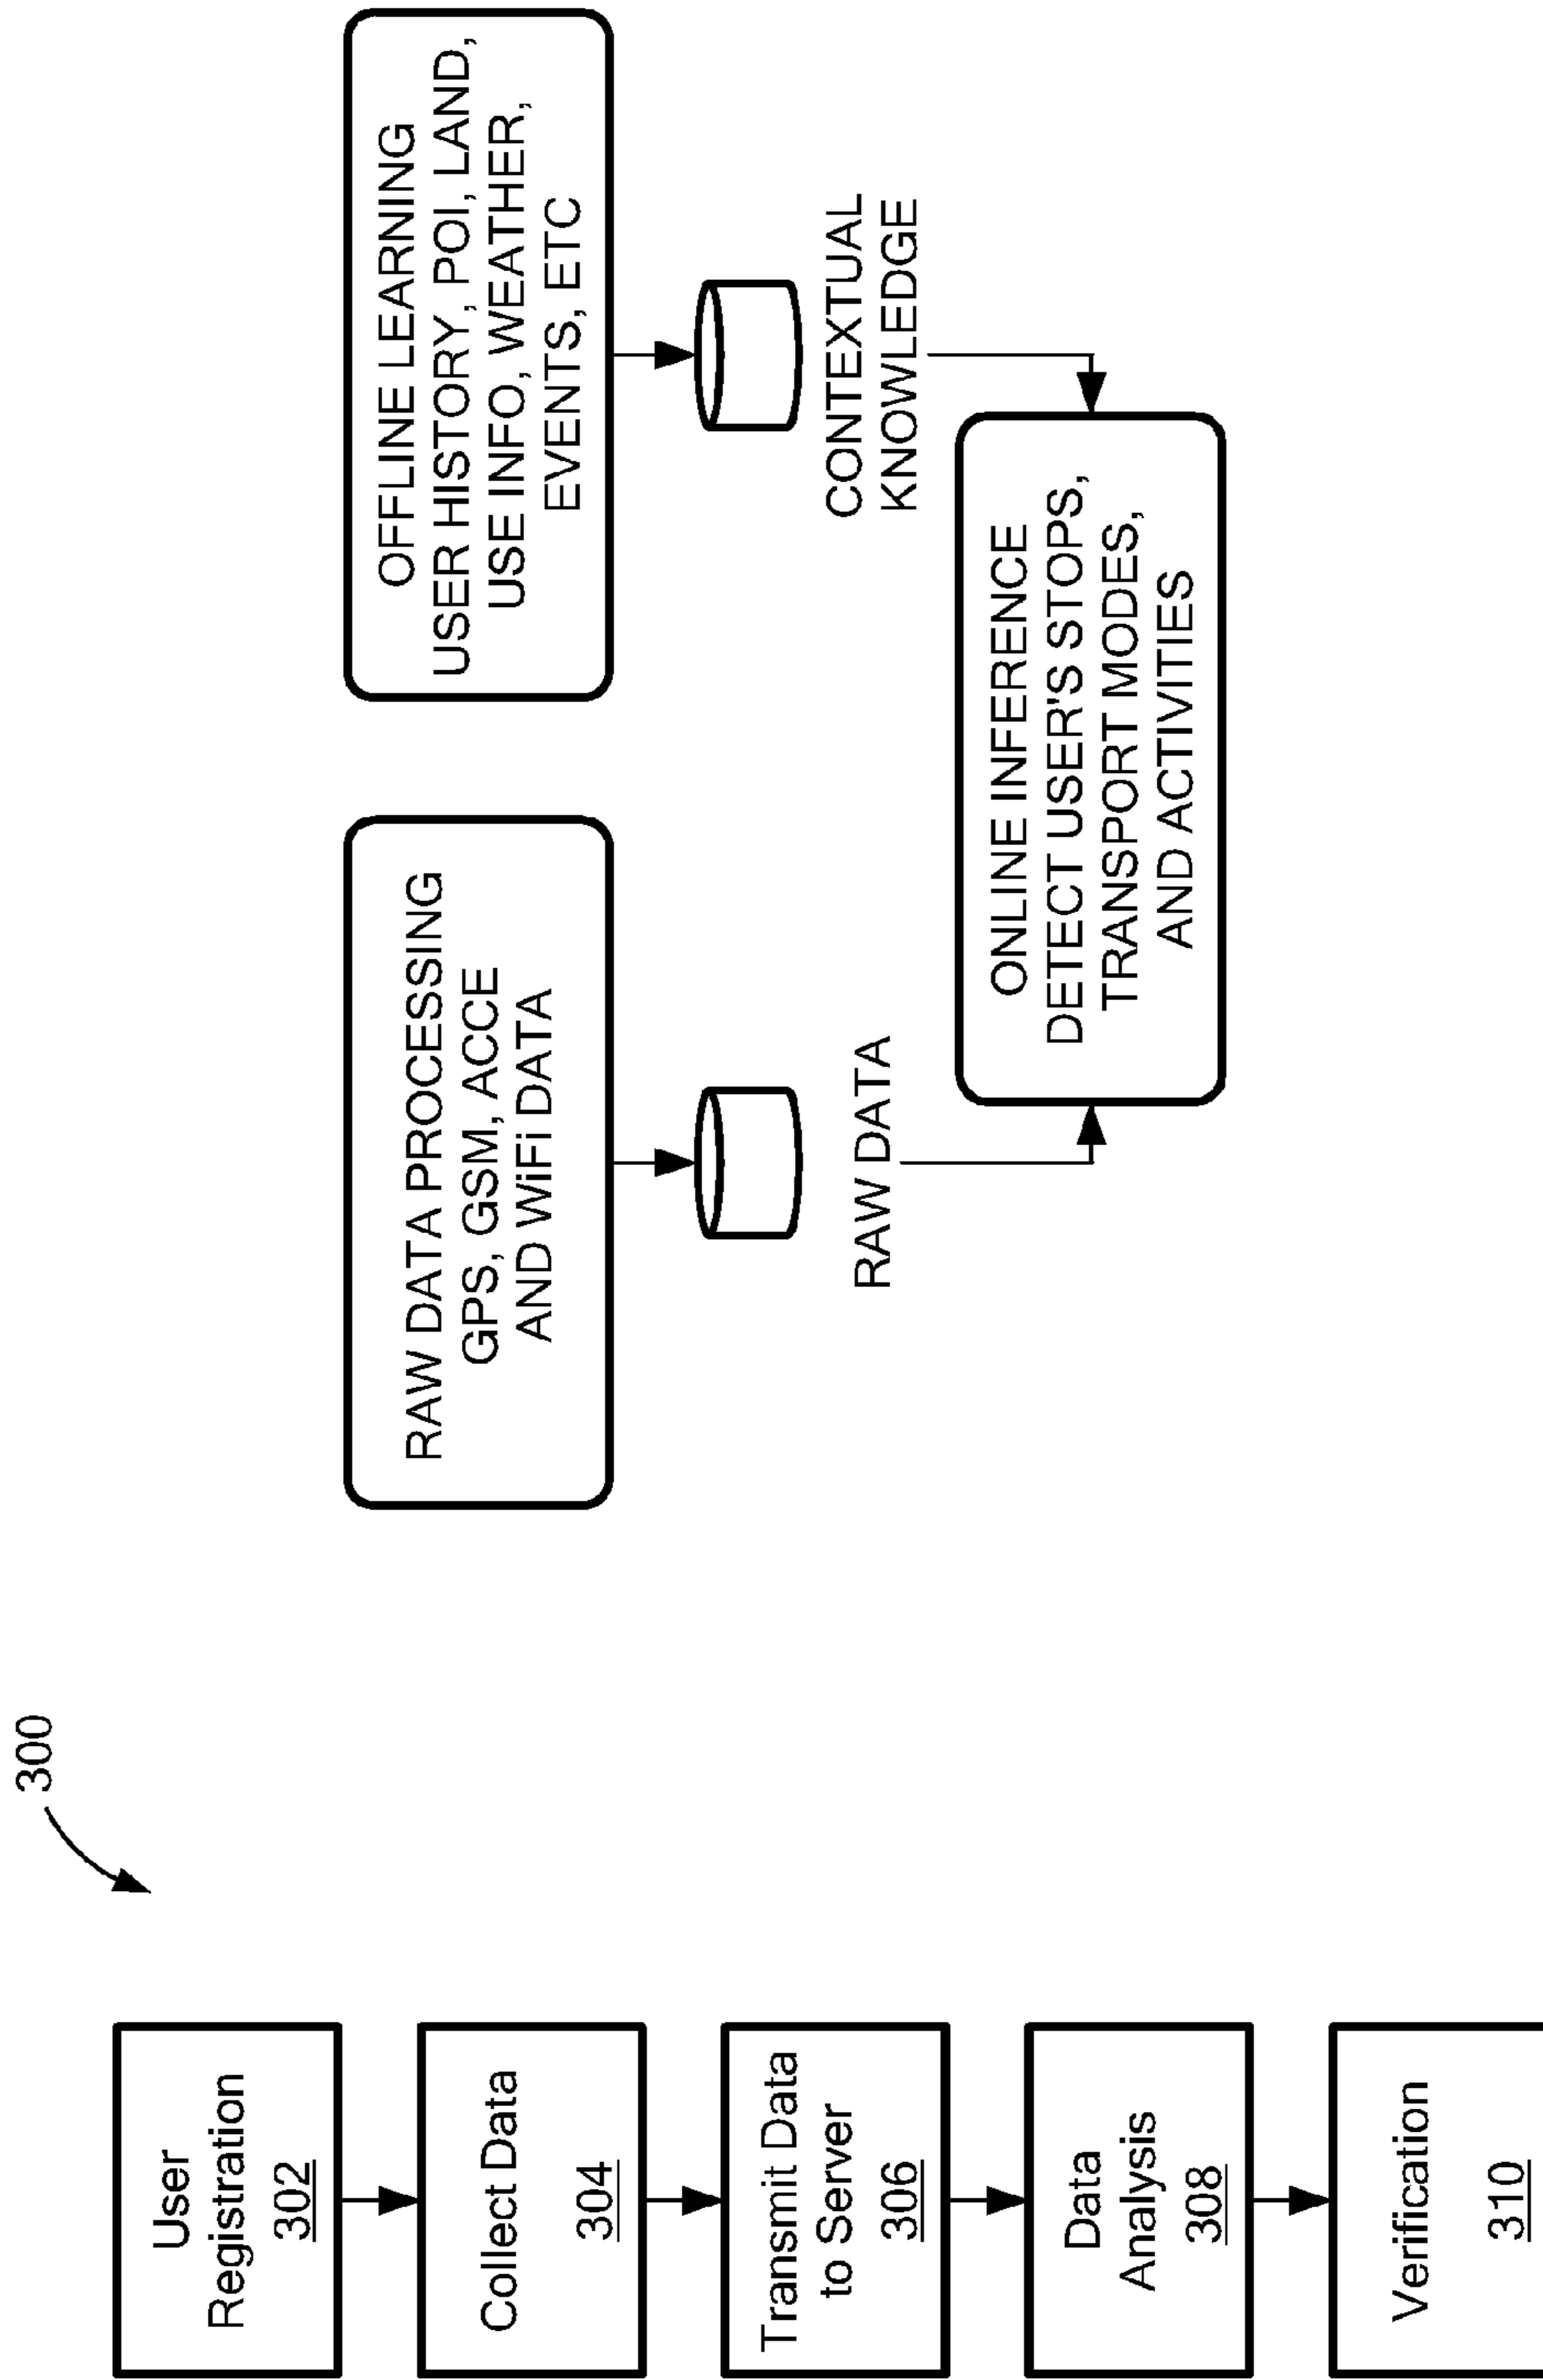 300
User
Registration
302
Collect Data
304
Transmit Data
to Server
306
Data
Analysis
308
Verification
310
RAW DATA PROCESSING
GPS, GSM, ACCE
AND WiFi DATA
RAW DATA
OFFLINE LEARNING
USER HISTORY, POI, LAND,
USE INFO, WEATHER,
EVENTS, ETC
CONTEXTUAL
KNOWLEDGE
ONLINE INFERENCE
DETECT USER'S STOPS,
TRANSPORT MODES,
AND ACTIVITIES